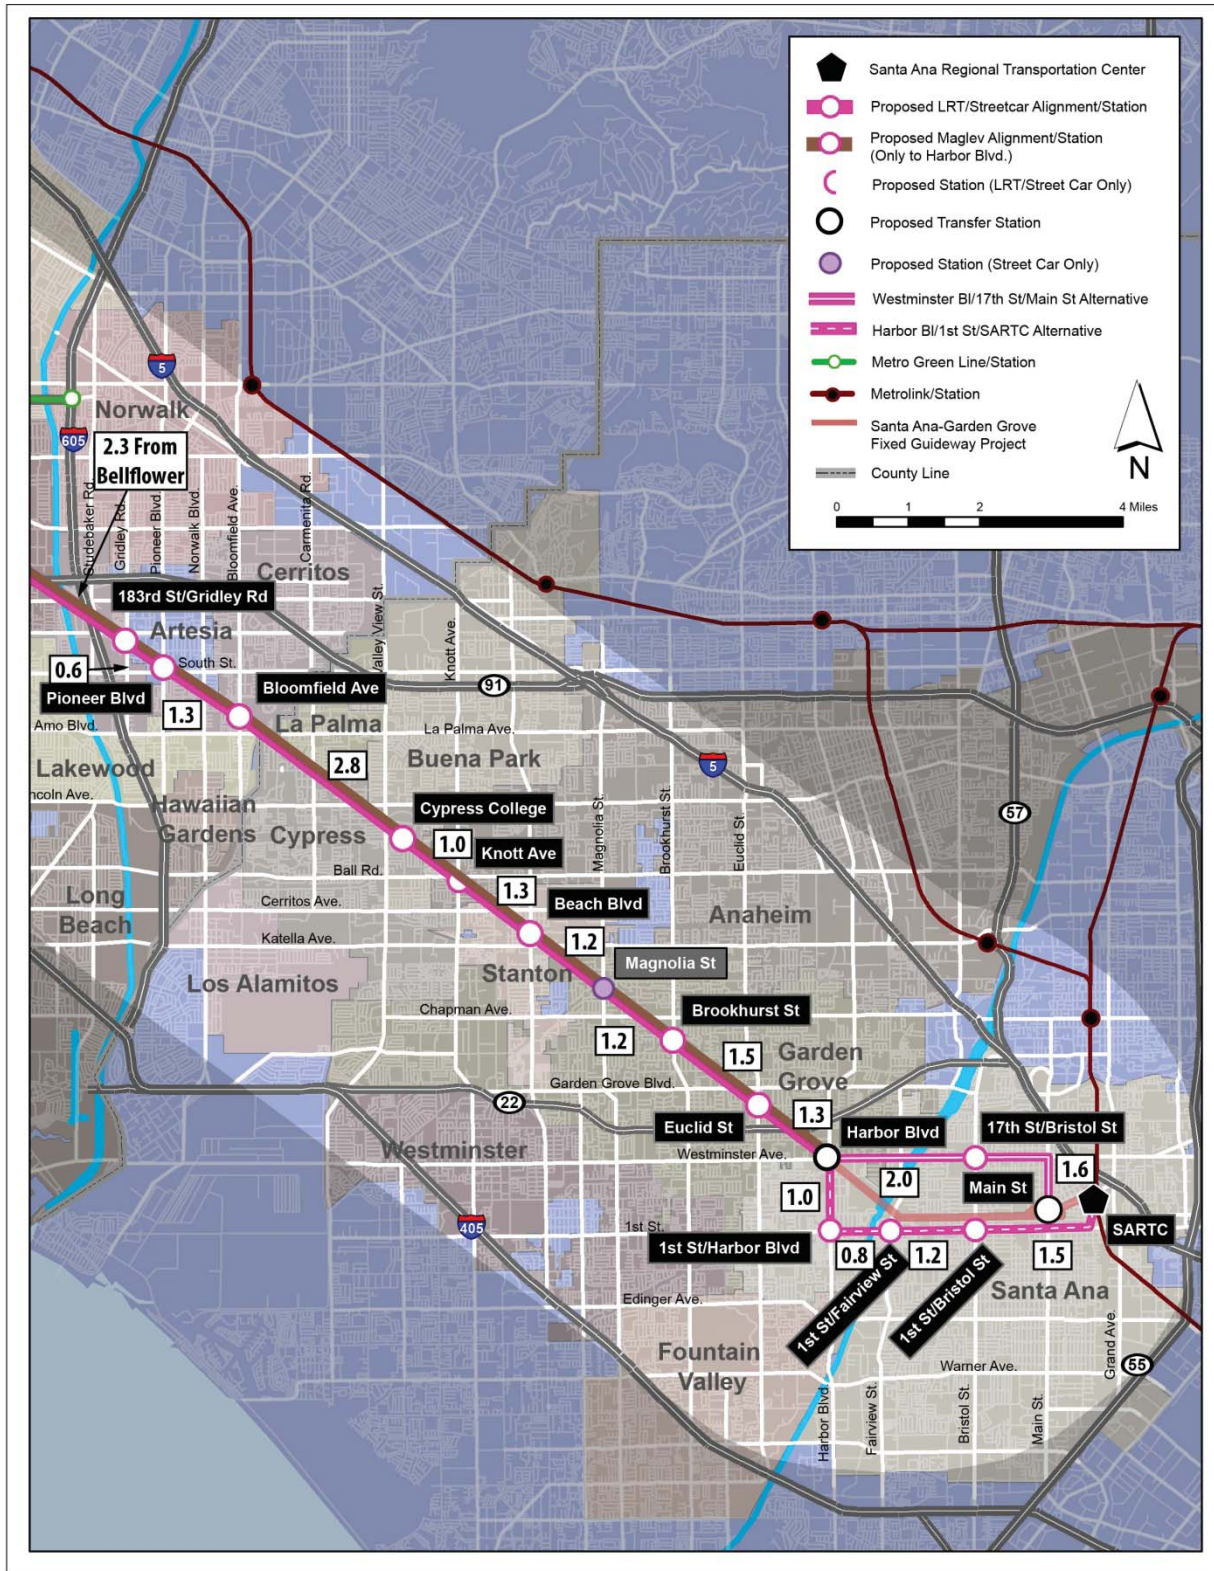 Santa Ana Regional Transportation Center
Proposed LRT/Streetcar Alignment/Station
Proposed Maglev Alignment/Station
(Only to Harbor Blvd.)
Proposed Station (LRT/Street Car Only)
Proposed Transfer Station
Proposed Station (Street Car Only)
Westminster Bl/17th St/Main St Alternative
Harbor Bl/1st St/SARTC Alternative
Metro Green Line/Station
Metrolink/Station
Santa Ana-Garden Grove
Fixed Guideway Project
County Line
N
0 1 2 4 Miles
5
Norwalk
605
2.3 From
Bellflower
Studebaker Rd.
Gridley Rd.
Pioneer Blvd.
Norwalk Blvd.
Bloomfield Ave.
Carmenita Rd.
Cerritos
183rd St/Gridley Rd
Valley View St.
Knott Ave.
Artesia
0.6
South St.
Pioneer Blvd
Bloomfield Ave
91
1.3
Amo Blvd.
La Palma
La Palma Ave.
Buena Park
Lakewood
2.8
5
ncoln Ave.
Hawaiian
Gardens
Cypress
Cypress College
Magnolia St.
Brookhurst St.
Euclid St.
57
1.0
Knott Ave
Ball Rd.
1.3
Long
Beach
Cerritos Ave.
Beach Blvd
Anaheim
Katella Ave.
1.2
Los Alamitos
Stanton
Magnolia St
Chapman Ave.
Brookhurst St
1.2
1.5
Garden
Grove
Garden Grove Blvd.
22
1.3
Euclid St
Harbor Blvd
17th St/Bristol St
Westminster
Westminster Ave.
1.6
2.0
Main St
1.0
405
1st St.
1st St/Harbor Blvd
SARTC
0.8
1.2
1.5
1st St/Fairview St
1st St/Bristol St
Santa Ana
Edinger Ave.
Fountain
Valley
Warner Ave.
Harbor Blvd.
Fairview St.
Bristol St.
Main St.
Grand Ave.
55